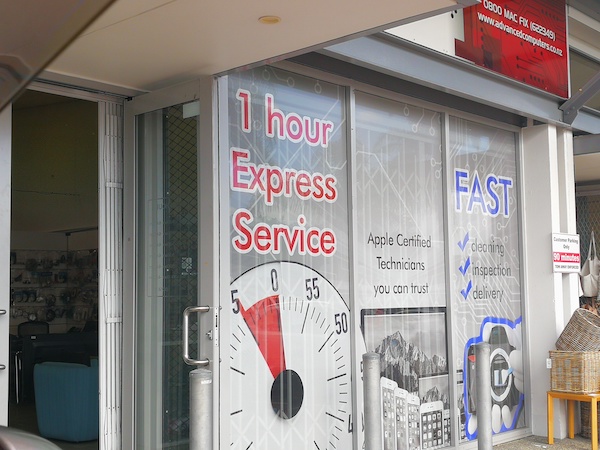 0800 MAC FIX (622349)
www.advancedcomputers.co.nz
1 hour
Express
Service
5 0 55
50
Apple Certified
Technicians
you can trust
FAST
cleaning
inspection
delivery
Customer Parking
Only
90 minutes